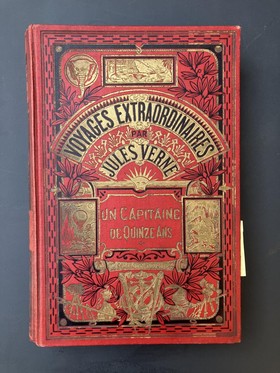 VOYAGES EXTRAORDINAIRES
PAR
JULES VERNE
UN CAPITAINE
DE QUINZE ANS